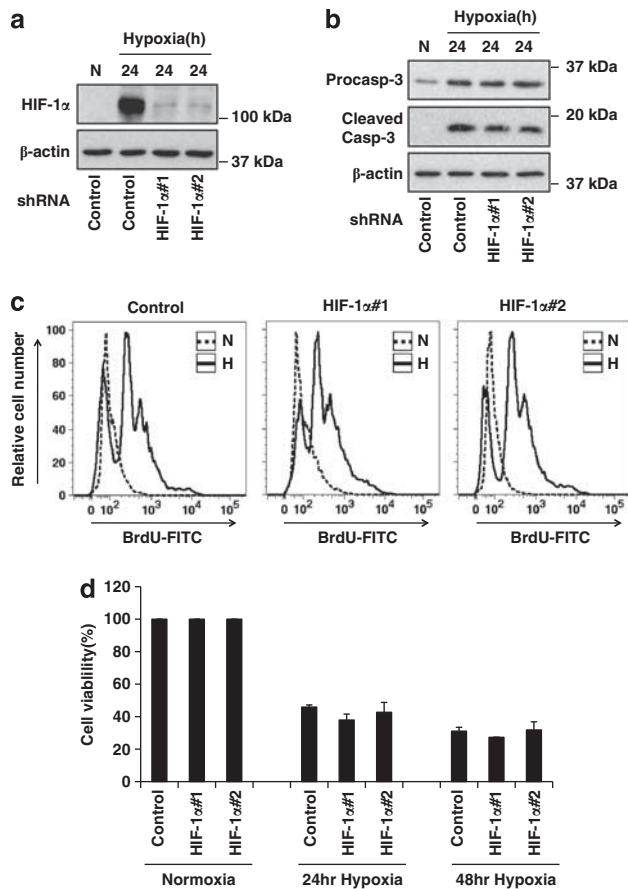 a
Hypoxia(h)
N 24 24 24
HIF-1α
100 kDa
β-actin
37 kDa
shRNA
Control
Control
HIF-1α#1
HIF-1α#2
b
Hypoxia(h)
N 24 24 24
Procasp-3
37 kDa
Cleaved
Casp-3
20 kDa
β-actin
37 kDa
shRNA
Control
Control
HIF-1α#1
HIF-1α#2
c
Control
HIF-1α#1
HIF-1α#2
Relative cell number
100
80
60
40
20
0
N
H
N
H
N
H
0 10² 10³ 10⁴ 10⁵
0 10² 10³ 10⁴ 10⁵
0 10² 10³ 10⁴ 10⁵
BrdU-FITC
BrdU-FITC
BrdU-FITC
d
Cell viablility(%)
120
100
80
60
40
20
0
Control
HIF-1α#1
HIF-1α#2
Control
HIF-1α#1
HIF-1α#2
Control
HIF-1α#1
HIF-1α#2
Normoxia
24hr Hypoxia
48hr Hypoxia